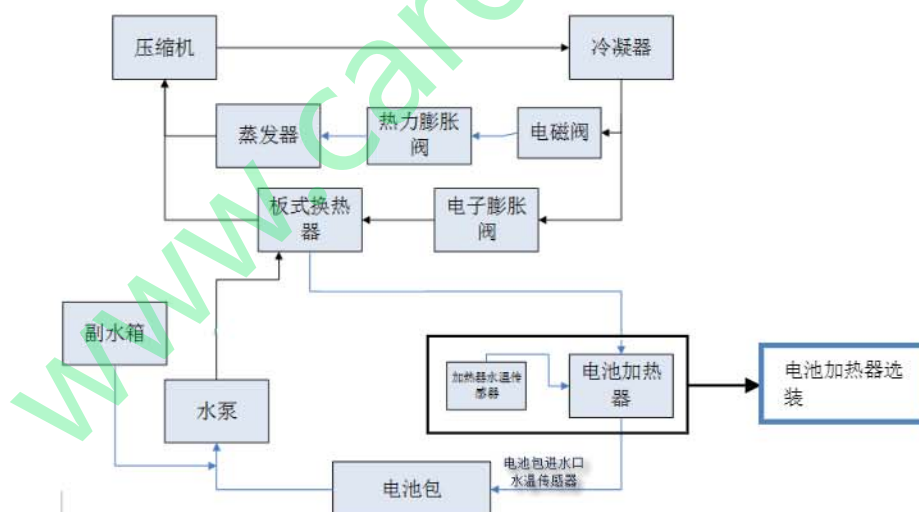 压缩机
冷凝器
蒸发器
热力膨胀
阀
电磁阀
板式换热
器
电子膨胀
阀
副水箱
加热器水温传
感器
电池加热
器
电池加热器选
装
水泵
电池包进水口
水温传感器
电池包
www.caro